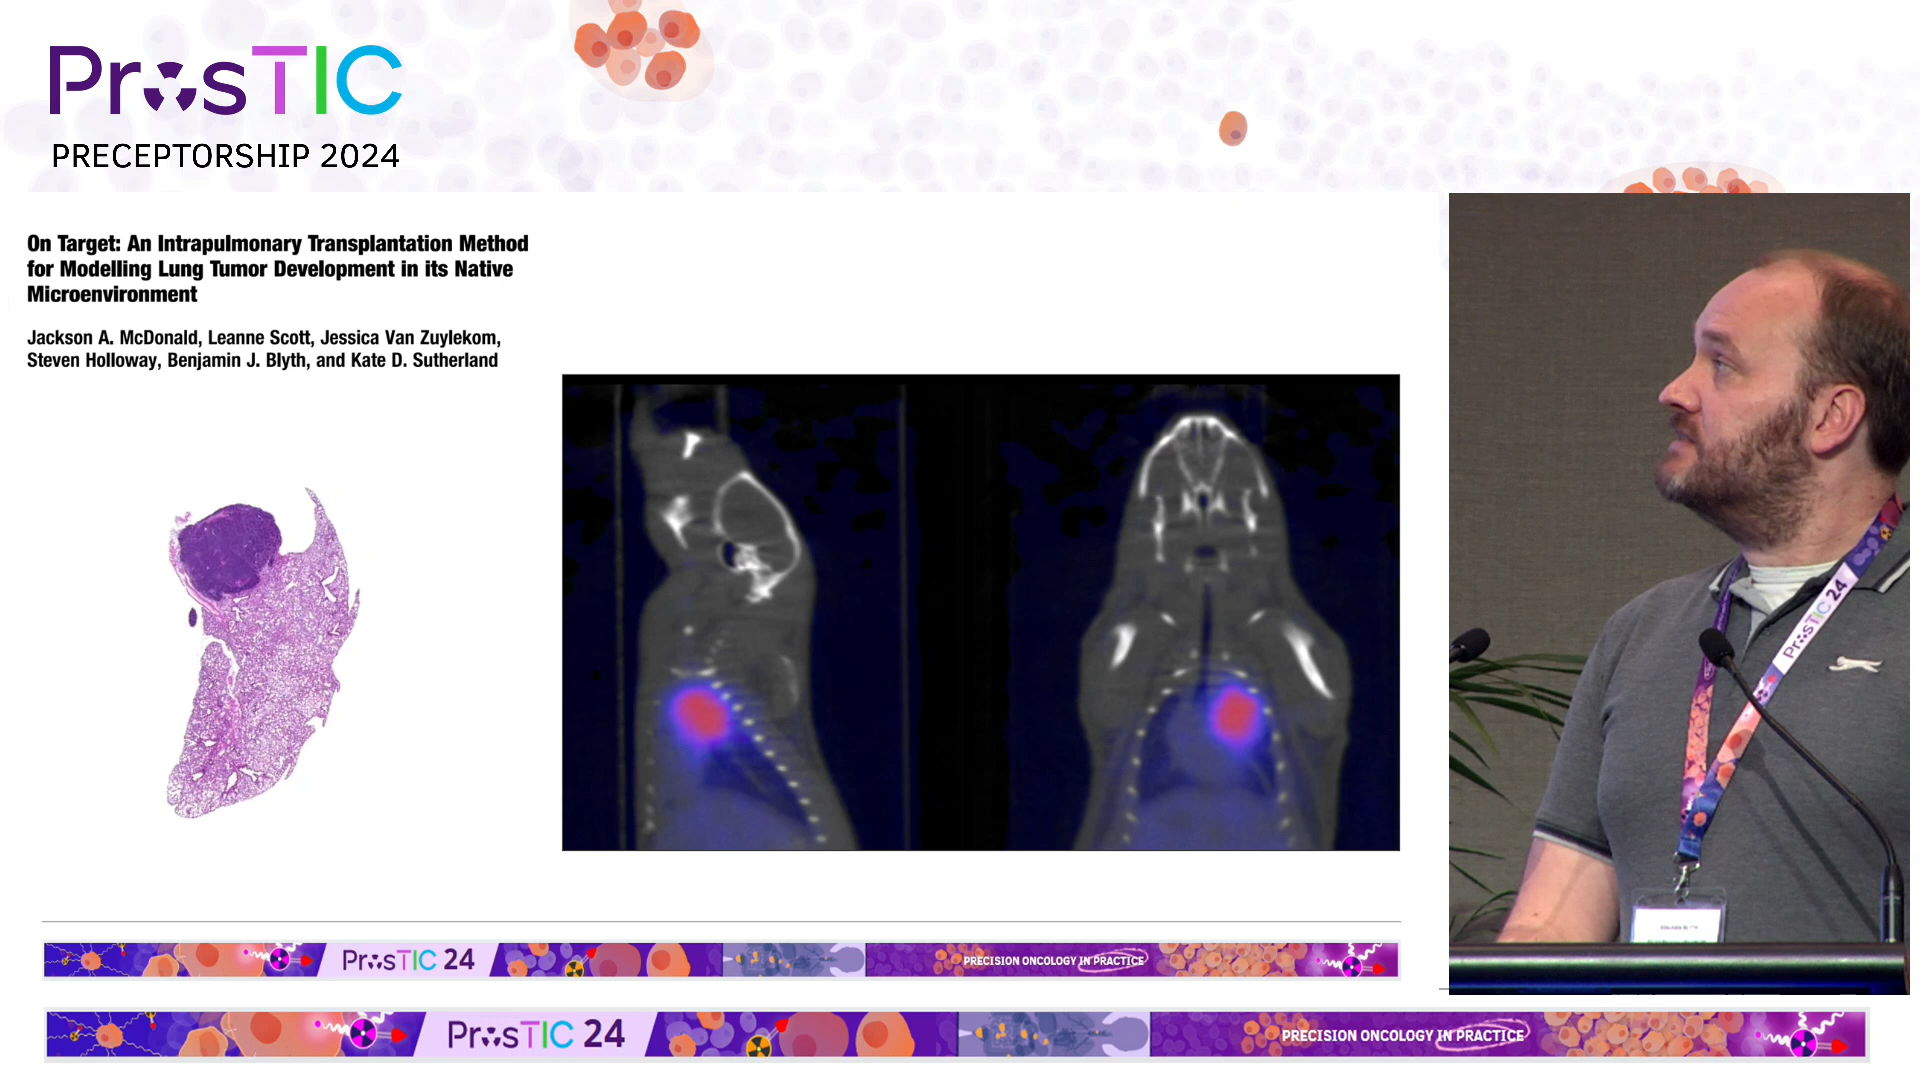 ProsTIC
PRECEPTORSHIP 2024
On Target: An Intrapulmonary Transplantation Method
for Modelling Lung Tumor Development in its Native
Microenvironment
Jackson A. McDonald, Leanne Scott, Jessica Van Zuylekom,
Steven Holloway, Benjamin J. Blyth, and Kate D. Sutherland
ProsTIC 24
ProsTIC 24
PRECISION ONCOLOGY IN PRACTICE
ProsTIC 24
PRECISION ONCOLOGY IN PRACTICE